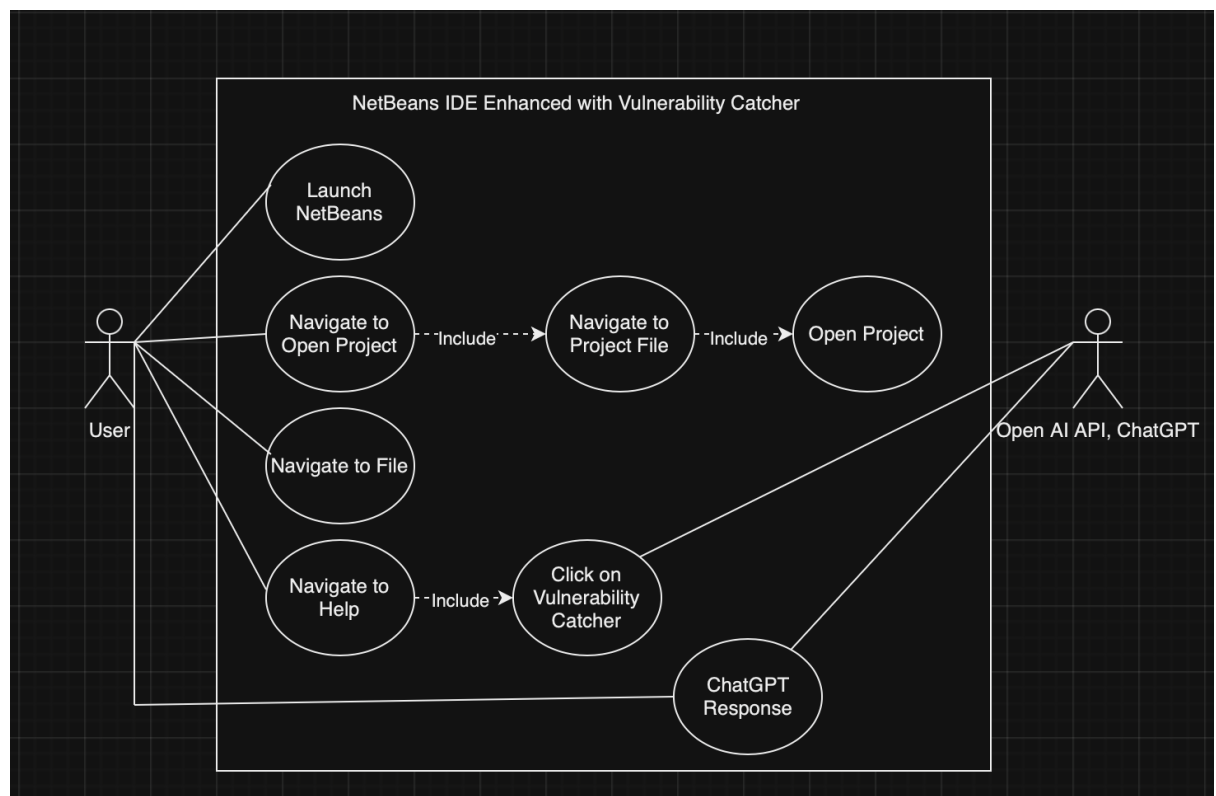 NetBeans IDE Enhanced with Vulnerability Catcher
Launch
NetBeans
Navigate to
Open Project
Include
Navigate to
Project File
Include
Open Project
User
Open AI API, ChatGPT
Navigate to File
Navigate to
Help
Include
Click on
Vulnerability
Catcher
ChatGPT
Response